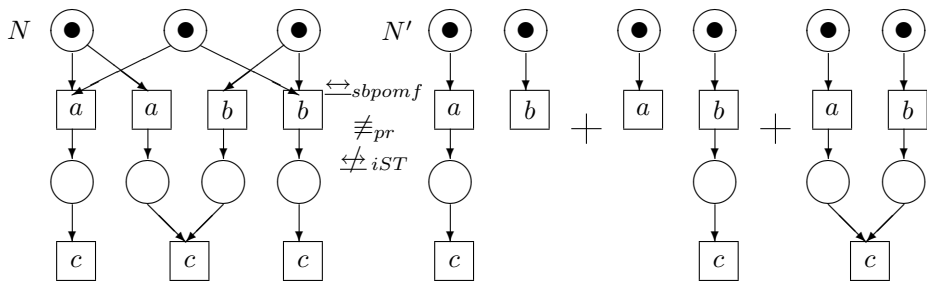 N N′
a a b b ↔sbpomf a b a b a b
≢pr + +
↮iST
c c c c c c